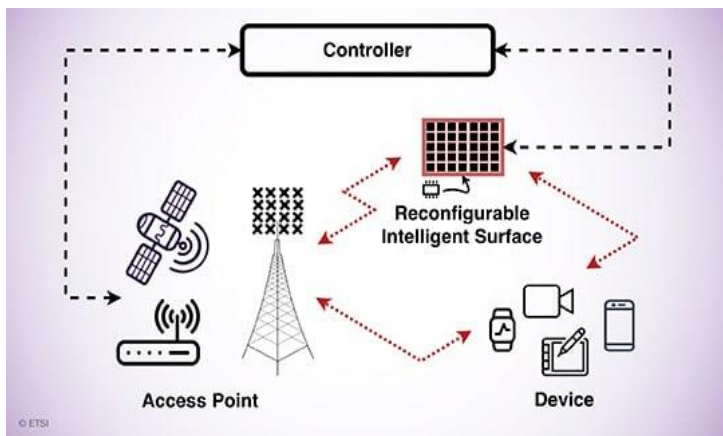 Controller
Reconfigurable
Intelligent Surface
Access Point
Device
© ETSI